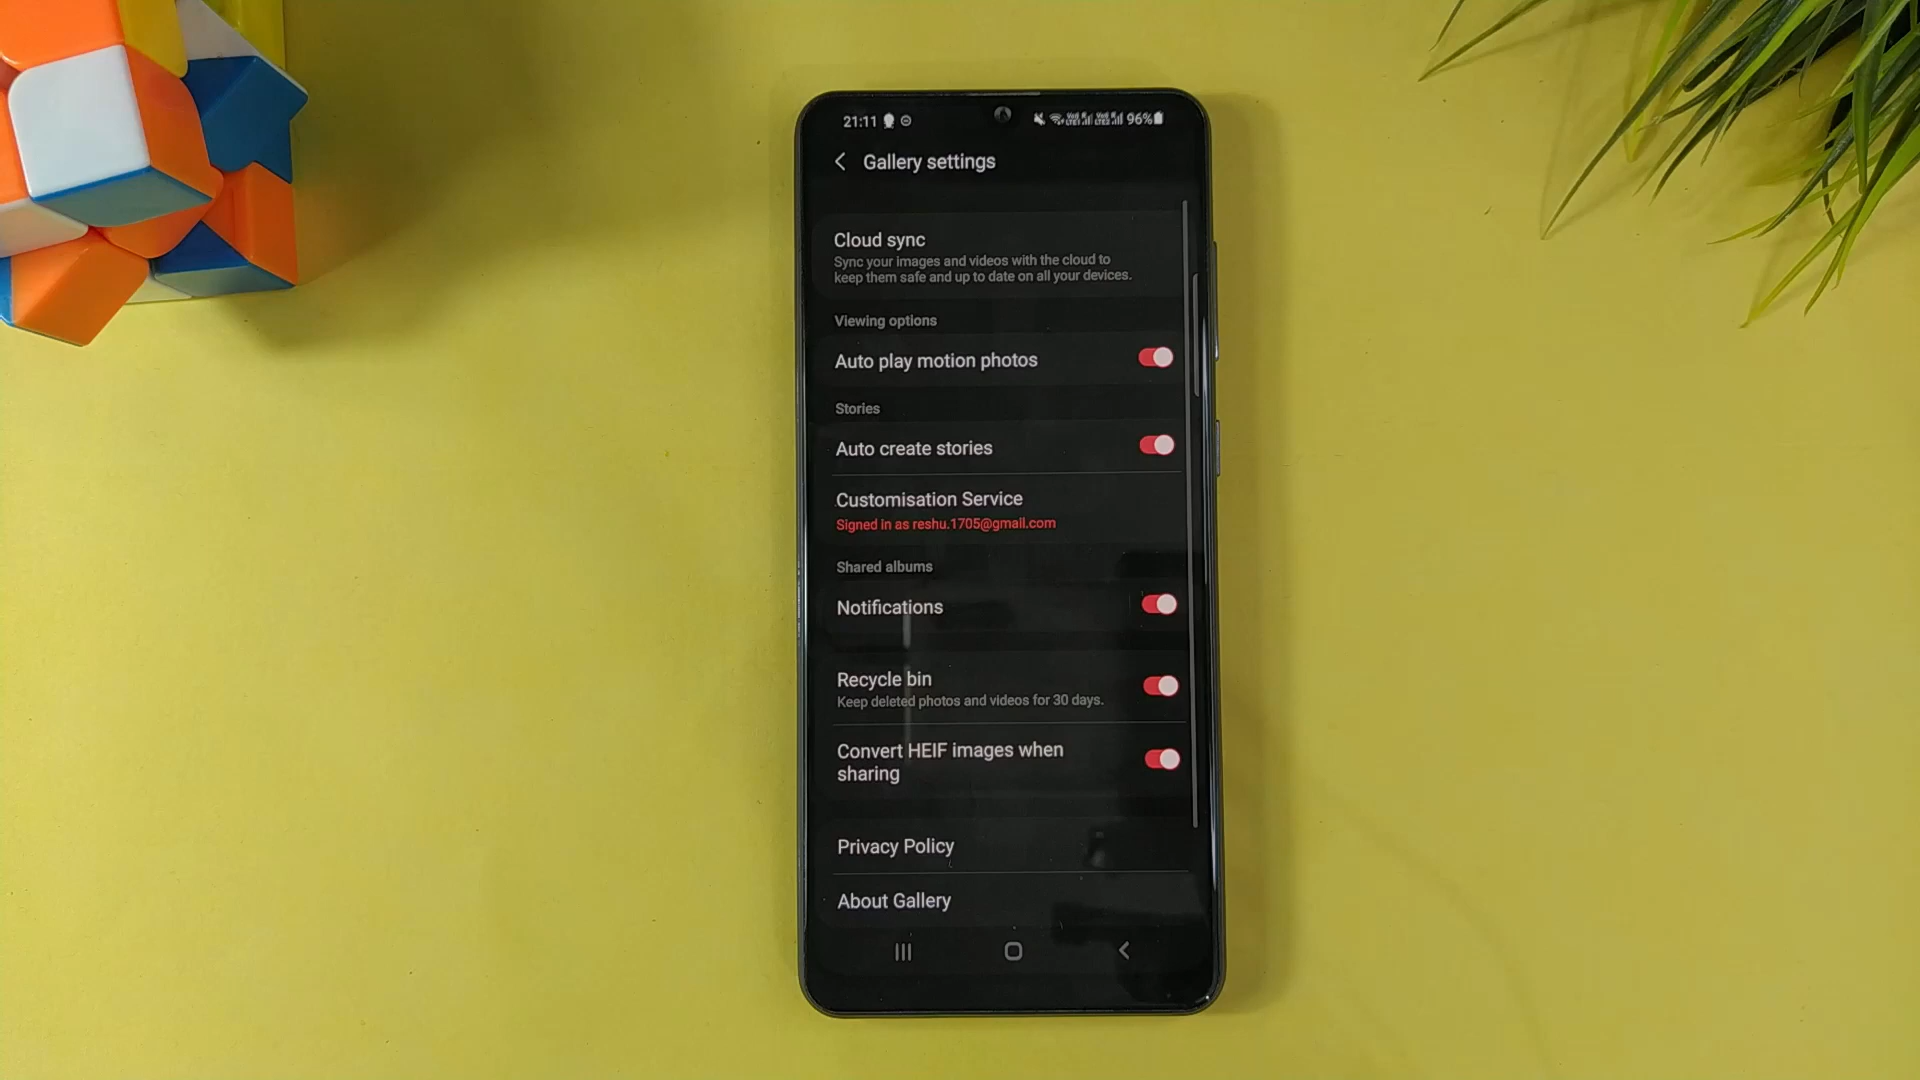 21:11 96%
Gallery settings
Cloud sync
Sync your images and videos with the cloud to
keep them safe and up to date on all your devices.
Viewing options
Auto play motion photos
Stories
Auto create stories
Customisation Service
Signed in as reshu.1705@gmail.com
Shared albums
Notifications
Recycle bin
Keep deleted photos and videos for 30 days.
Convert HEIF images when
sharing
Privacy Policy
About Gallery